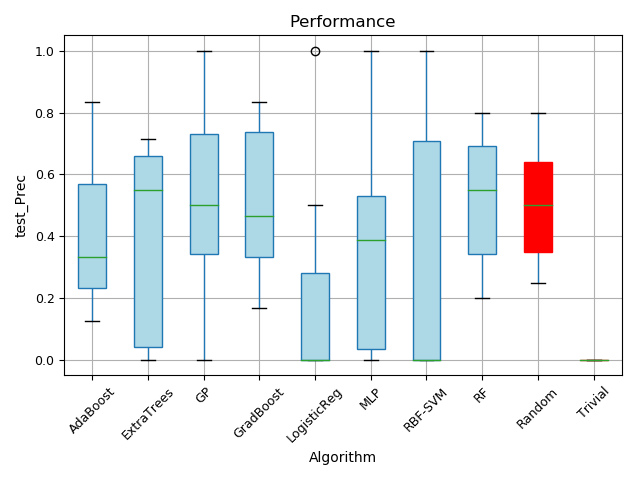 Performance
1.0
0.8
0.6
0.4
0.2
0.0
test_Prec
AdaBoost
ExtraTrees
GP
GradBoost
LogisticReg
MLP
RBF-SVM
RF
Random
Trivial
Algorithm